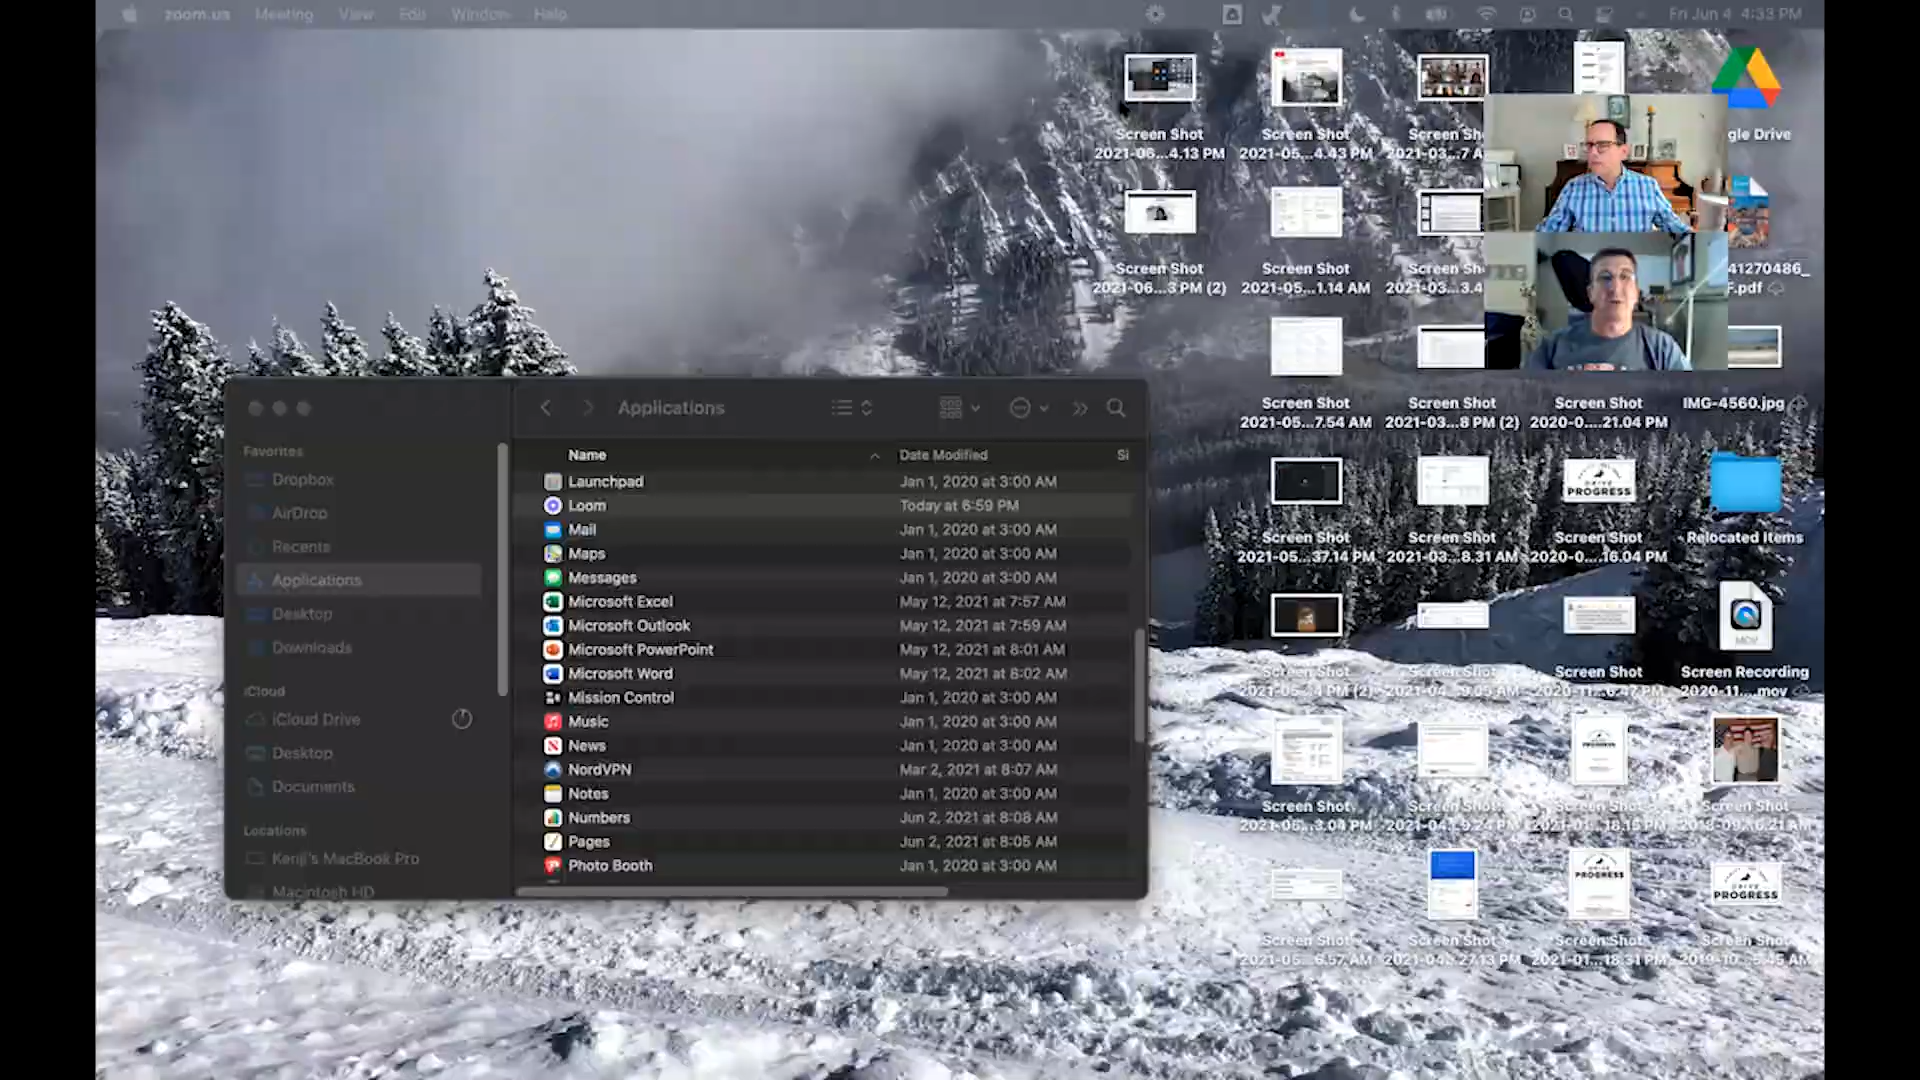 zoom.us Meeting View Edit Window Help
Fri Jun 4 4:33 PM
Screen Shot
2021-06...4.13 PM
Screen Shot
2021-05...4.43 PM
Screen Sh
2021-03...7 A
gle Drive
Screen Shot
2021-06...3 PM (2)
Screen Shot
2021-05...1.14 AM
Screen Sh
2021-03...3.4
41270486_
F.pdf
Screen Shot
2021-05...7.54 AM
Screen Shot
2021-03...8 PM (2)
Screen Shot
2020-0....21.04 PM
IMG-4560.jpg
PROGRESS
Screen Shot
2021-05...37.14 PM
Screen Shot
2021-03...8.31 AM
Screen Shot
2020-0....16.04 PM
Relocated Items
MOV
Screen Shot
2021-05...4 PM (2)
Screen Shot
2021-04...9.05 AM
Screen Shot
2020-11...6.47 PM
Screen Recording
2020-11....mov
PROGRESS
Screen Shot
2021-05...3.04 PM
Screen Shot
2021-04...9.24 PM
Screen Shot
2021-01...18.15 PM
Screen Shot
2018-09...6.21 AM
DRIVE
PROGRESS
DRIVE
PROGRESS
Screen Shot
2021-05...6.57 AM
Screen Shot
2021-04...27.13 PM
Screen Shot
2021-01...18.31 PM
Screen Shot
2019-10...5.45 AM
Favorites
Dropbox
AirDrop
Recents
Applications
Desktop
Downloads
iCloud
iCloud Drive
Desktop
Documents
Locations
Kenji's MacBook Pro
Macintosh HD
Applications
Name Date Modified Si
Launchpad Jan 1, 2020 at 3:00 AM
Loom Today at 6:59 PM
Mail Jan 1, 2020 at 3:00 AM
Maps Jan 1, 2020 at 3:00 AM
Messages Jan 1, 2020 at 3:00 AM
Microsoft Excel May 12, 2021 at 7:57 AM
Microsoft Outlook May 12, 2021 at 7:59 AM
Microsoft PowerPoint May 12, 2021 at 8:01 AM
Microsoft Word May 12, 2021 at 8:02 AM
Mission Control Jan 1, 2020 at 3:00 AM
Music Jan 1, 2020 at 3:00 AM
News Jan 1, 2020 at 3:00 AM
NordVPN Mar 2, 2021 at 8:07 AM
Notes Jan 1, 2020 at 3:00 AM
Numbers Jun 2, 2021 at 8:08 AM
Pages Jun 2, 2021 at 8:05 AM
Photo Booth Jan 1, 2020 at 3:00 AM